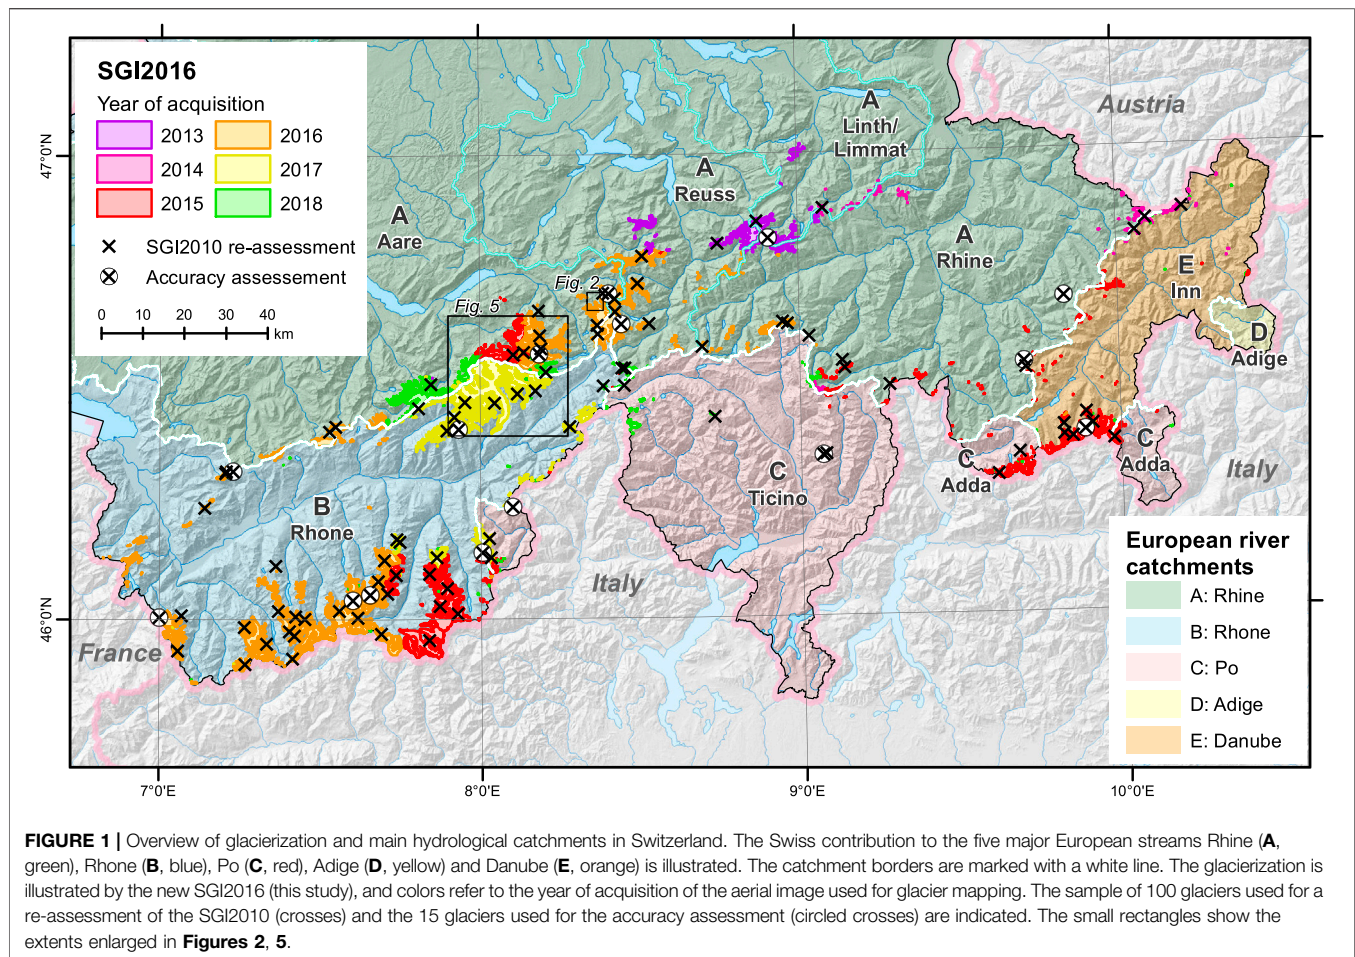 SGI2016
Year of acquisition
2013
2016
2014
2017
2015
2018
SGI2010 re-assessment
Accuracy assessement
0 10 20 30 40
km
47°0'N
46°0'N
7°0'E
8°0'E
9°0'E
10°0'E
A
Aare
A
Reuss
A
Linth/
Limmat
A
Rhine
Austria
E
Inn
D
Adige
Fig. 2
Fig. 5
B
Rhone
C
Ticino
C
Adda
C
Adda
Italy
Italy
France
European river
catchments
A: Rhine
B: Rhone
C: Po
D: Adige
E: Danube
FIGURE 1 | Overview of glacierization and main hydrological catchments in Switzerland. The Swiss contribution to the five major European streams Rhine (A,
green), Rhone (B, blue), Po (C, red), Adige (D, yellow) and Danube (E, orange) is illustrated. The catchment borders are marked with a white line. The glacierization is
illustrated by the new SGI2016 (this study), and colors refer to the year of acquisition of the aerial image used for glacier mapping. The sample of 100 glaciers used for a
re-assessment of the SGI2010 (crosses) and the 15 glaciers used for the accuracy assessment (circled crosses) are indicated. The small rectangles show the
extents enlarged in Figures 2, 5.